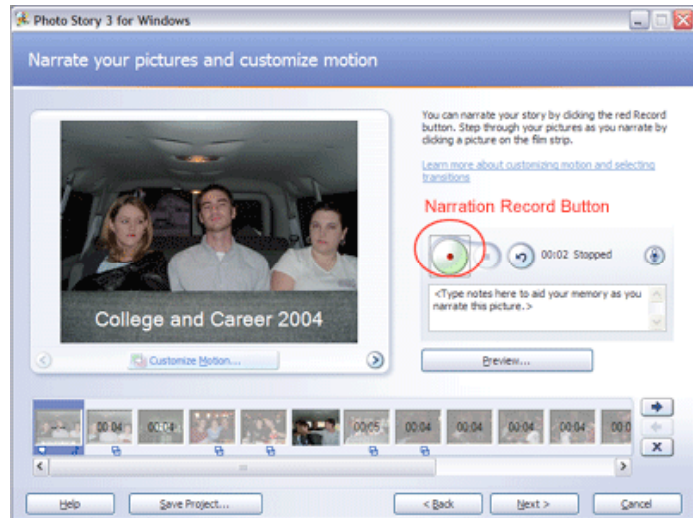 Photo Story 3 for Windows
Narrate your pictures and customize motion
You can narrate your story by clicking the red Record
button. Step through your pictures as you narrate by
clicking a picture on the film strip.
Learn more about customizing motion and selecting
transitions
Narration Record Button
00:02 Stopped
<Type notes here to aid your memory as you
narrate this picture.>
College and Career 2004
Customize Motion...
Preview...
00:04 00:04 00:05 00:04 00:04 00:04 00:04 00:0
Help Save Project... < Back Next > Cancel